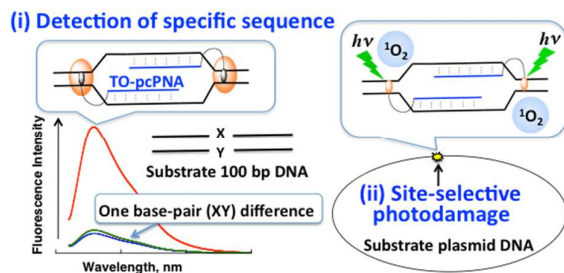 (i) Detection of specific sequence
TO-pcPNA
Fluorescence Intensity
X
Y
Substrate 100 bp DNA
One base-pair (XY) difference
Wavelength, nm
hν
¹O₂
hν
¹O₂
(ii) Site-selective
photodamage
Substrate plasmid DNA